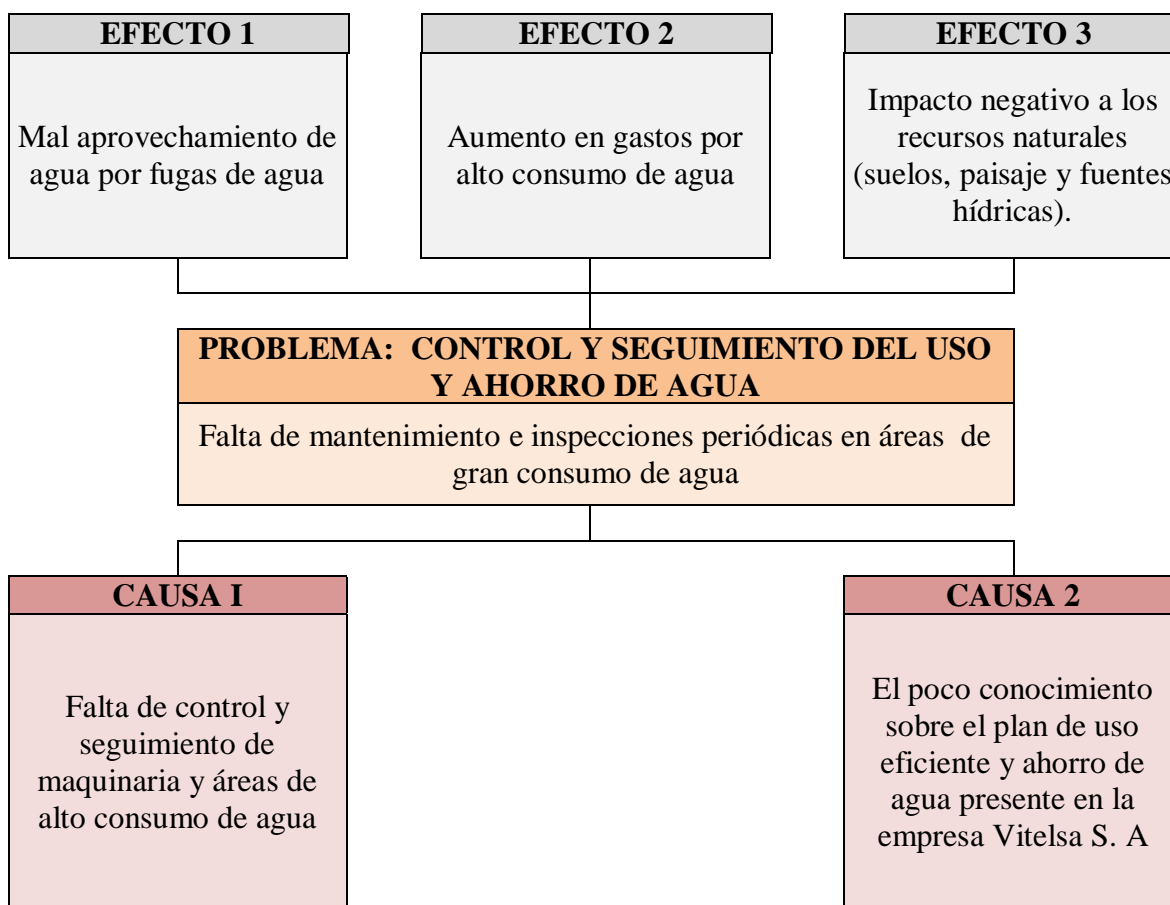 EFECTO 1
Mal aprovechamiento de
agua por fugas de agua
EFECTO 2
Aumento en gastos por
alto consumo de agua
EFECTO 3
Impacto negativo a los
recursos naturales
(suelos, paisaje y fuentes
hídricas).
PROBLEMA: CONTROL Y SEGUIMIENTO DEL USO
Y AHORRO DE AGUA
Falta de mantenimiento e inspecciones periódicas en áreas de
gran consumo de agua
CAUSA I
Falta de control y
seguimiento de
maquinaria y áreas de
alto consumo de agua
CAUSA 2
El poco conocimiento
sobre el plan de uso
eficiente y ahorro de
agua presente en la
empresa Vitelsa S. A